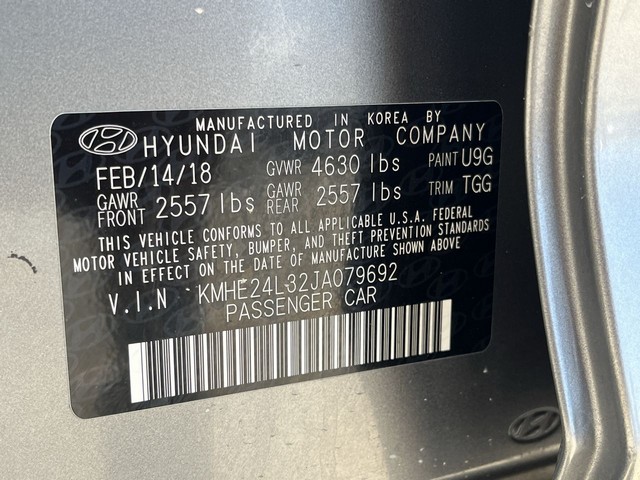 MANUFACTURED IN KOREA BY
HYUNDAI MOTOR COMPANY
FEB/14/18 GVWR 4630 lbs PAINT U9G
GAWR FRONT 2557 lbs GAWR REAR 2557 lbs TRIM TGG
THIS VEHICLE CONFORMS TO ALL APPLICABLE U.S.A. FEDERAL
MOTOR VEHICLE SAFETY, BUMPER, AND THEFT PREVENTION STANDARDS
IN EFFECT ON THE DATE OF MANUFACTURE SHOWN ABOVE
V.I.N KMHE24L32JA079692
PASSENGER CAR